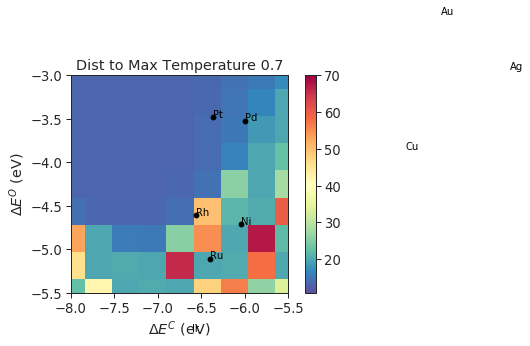 Au
Dist to Max Temperature 0.7
Ag
−3.0
−3.5
−4.0
−4.5
−5.0
−5.5
ΔE^O (eV)
Pt
Pd
Rh
Ni
Ru
Cu
70
60
50
40
30
20
−8.0 −7.5 −7.0 −6.5 −6.0 −5.5
ΔE^C (eV)
Ir